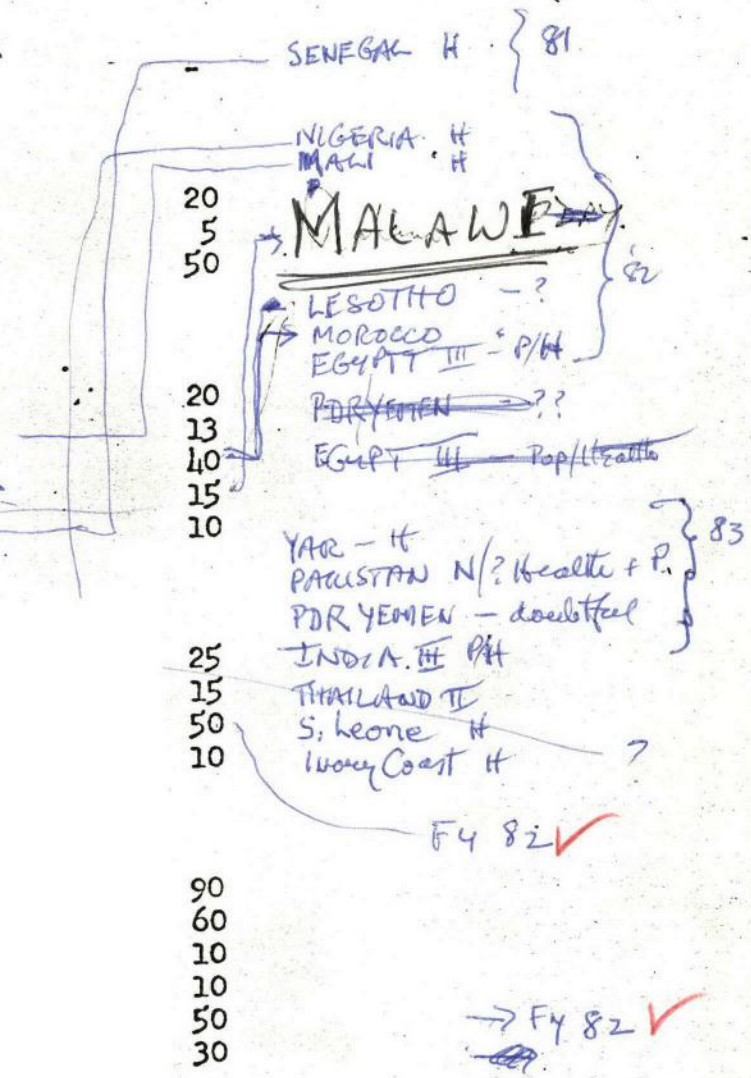 SENEGAL H } 81
NIGERIA H
MALI H
20
5 MALAWI
50
} 82
LESOTHO - ?
MOROCCO
EGYPT III - P/H
20 PDRYEMEN - ??
13
40 EGYPT III - Pop/Health
15
10
YAR - H } 83
PAKISTAN N/? Health + P.
PDR YEMEN - doubtful
25 INDIA III P/H
15 THAILAND II
50 S. Leone H
10 Ivory Coast H ?
Fy 82 ✓
90
60
10
10
50 → Fy 82 ✓
30